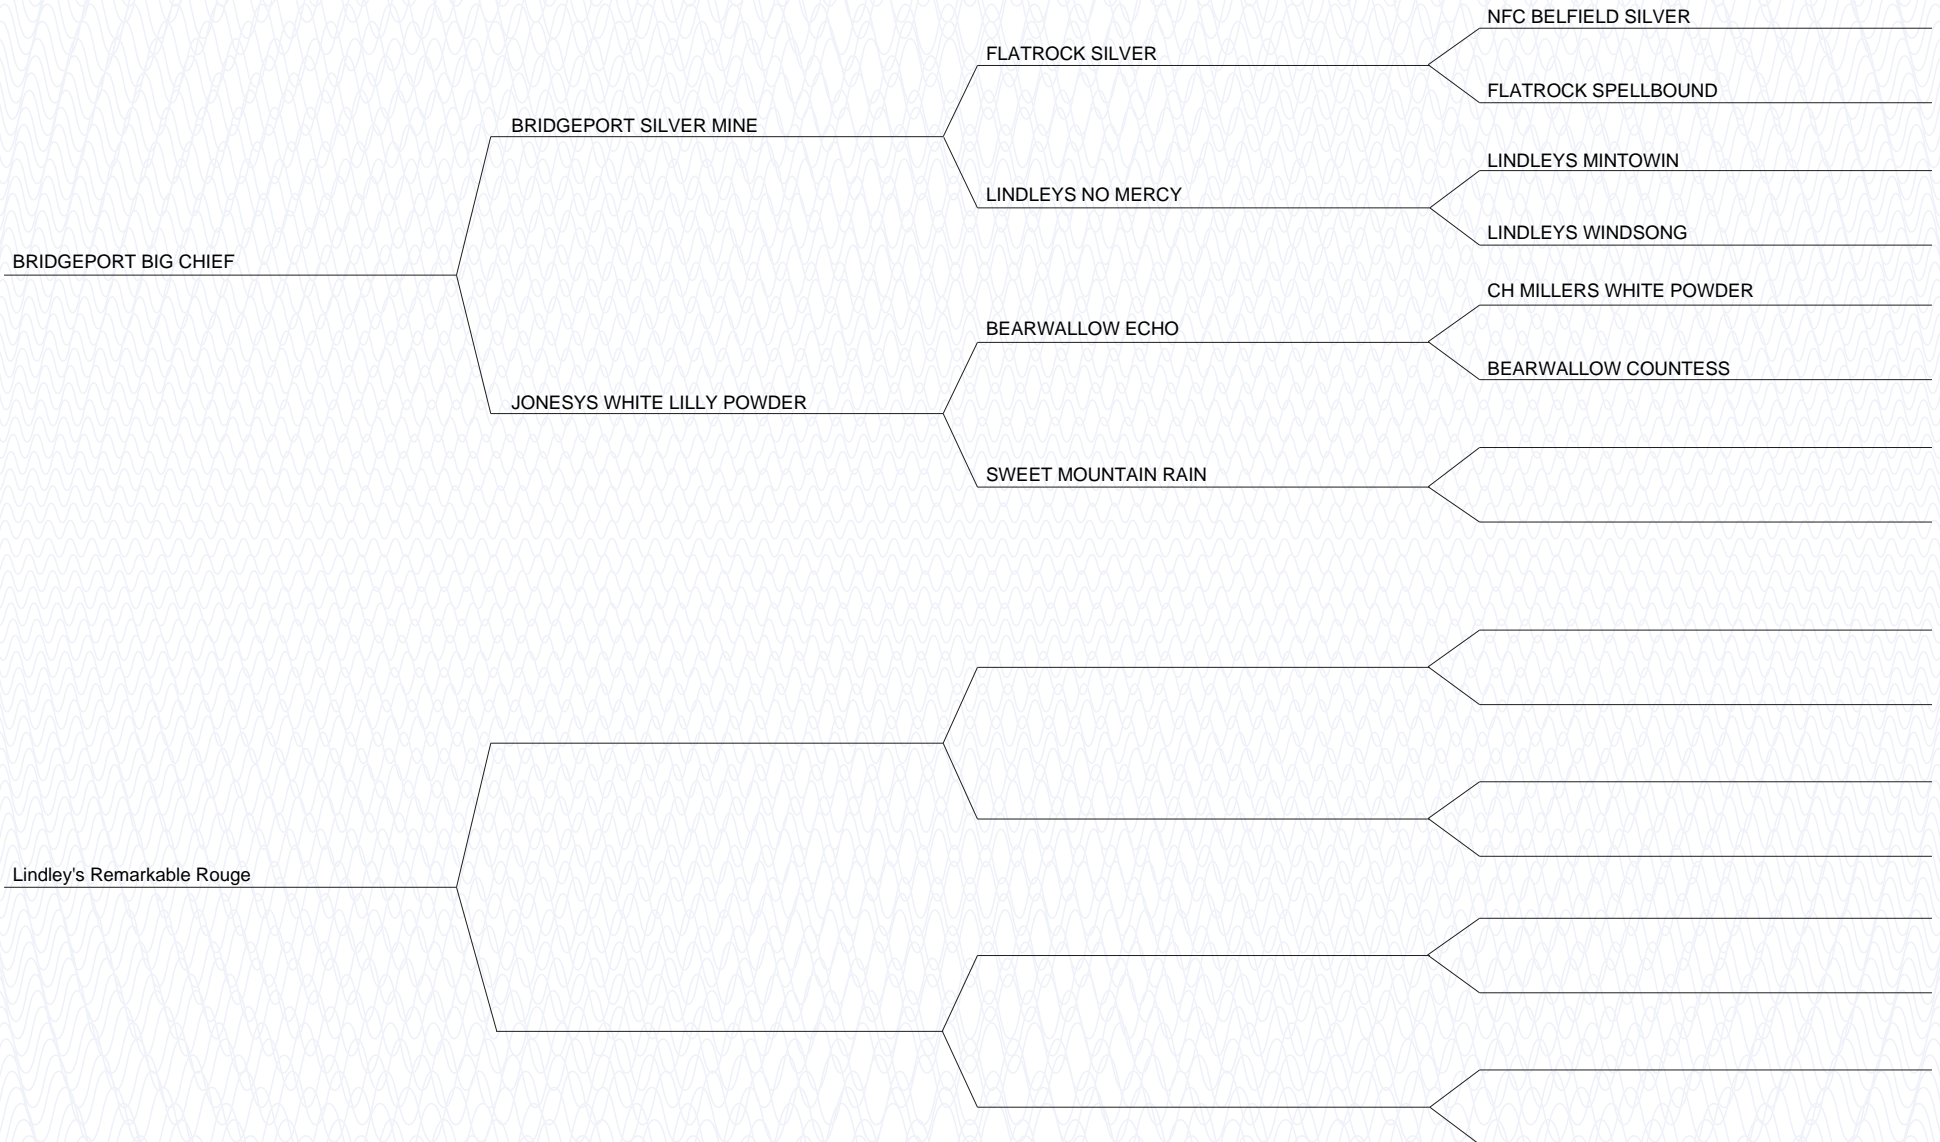 NFC BELFIELD SILVER
FLATROCK SILVER
FLATROCK SPELLBOUND
BRIDGEPORT SILVER MINE
LINDLEYS MINTOWIN
LINDLEYS NO MERCY
LINDLEYS WINDSONG
BRIDGEPORT BIG CHIEF
CH MILLERS WHITE POWDER
BEARWALLOW ECHO
BEARWALLOW COUNTESS
JONESYS WHITE LILLY POWDER
SWEET MOUNTAIN RAIN
Lindley's Remarkable Rouge